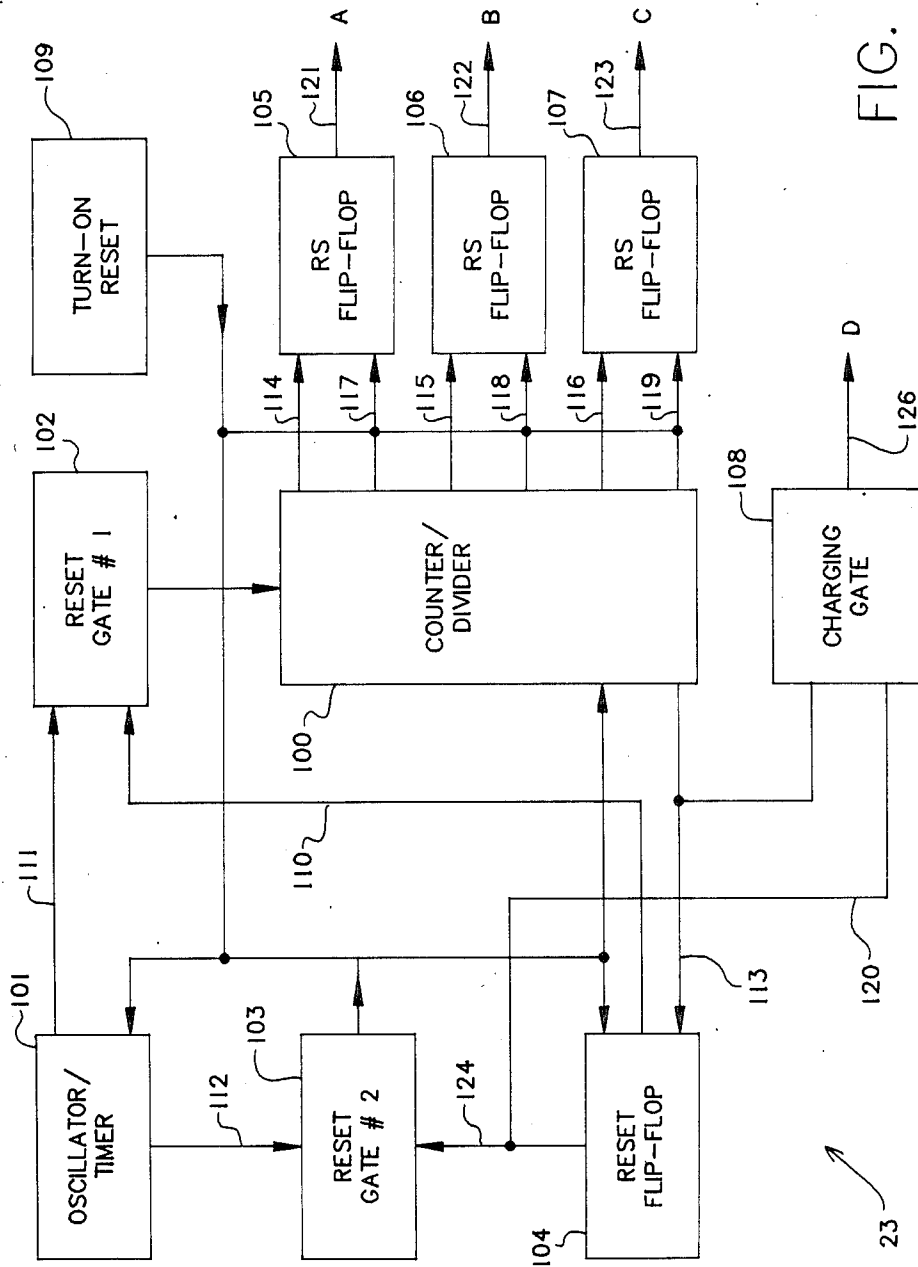 109
TURN-ON
RESET
102
RESET
GATE # 1
111
101
OSCILLATOR/
TIMER
112
103
RESET
GATE # 2
124
104
RESET
FLIP-FLOP
110
100
COUNTER/
DIVIDER
114
117
115
118
116
119
105
RS
FLIP-FLOP
121
A
106
RS
FLIP-FLOP
122
B
107
RS
FLIP-FLOP
123
C
108
CHARGING
GATE
126
D
113
120
23
FIG.